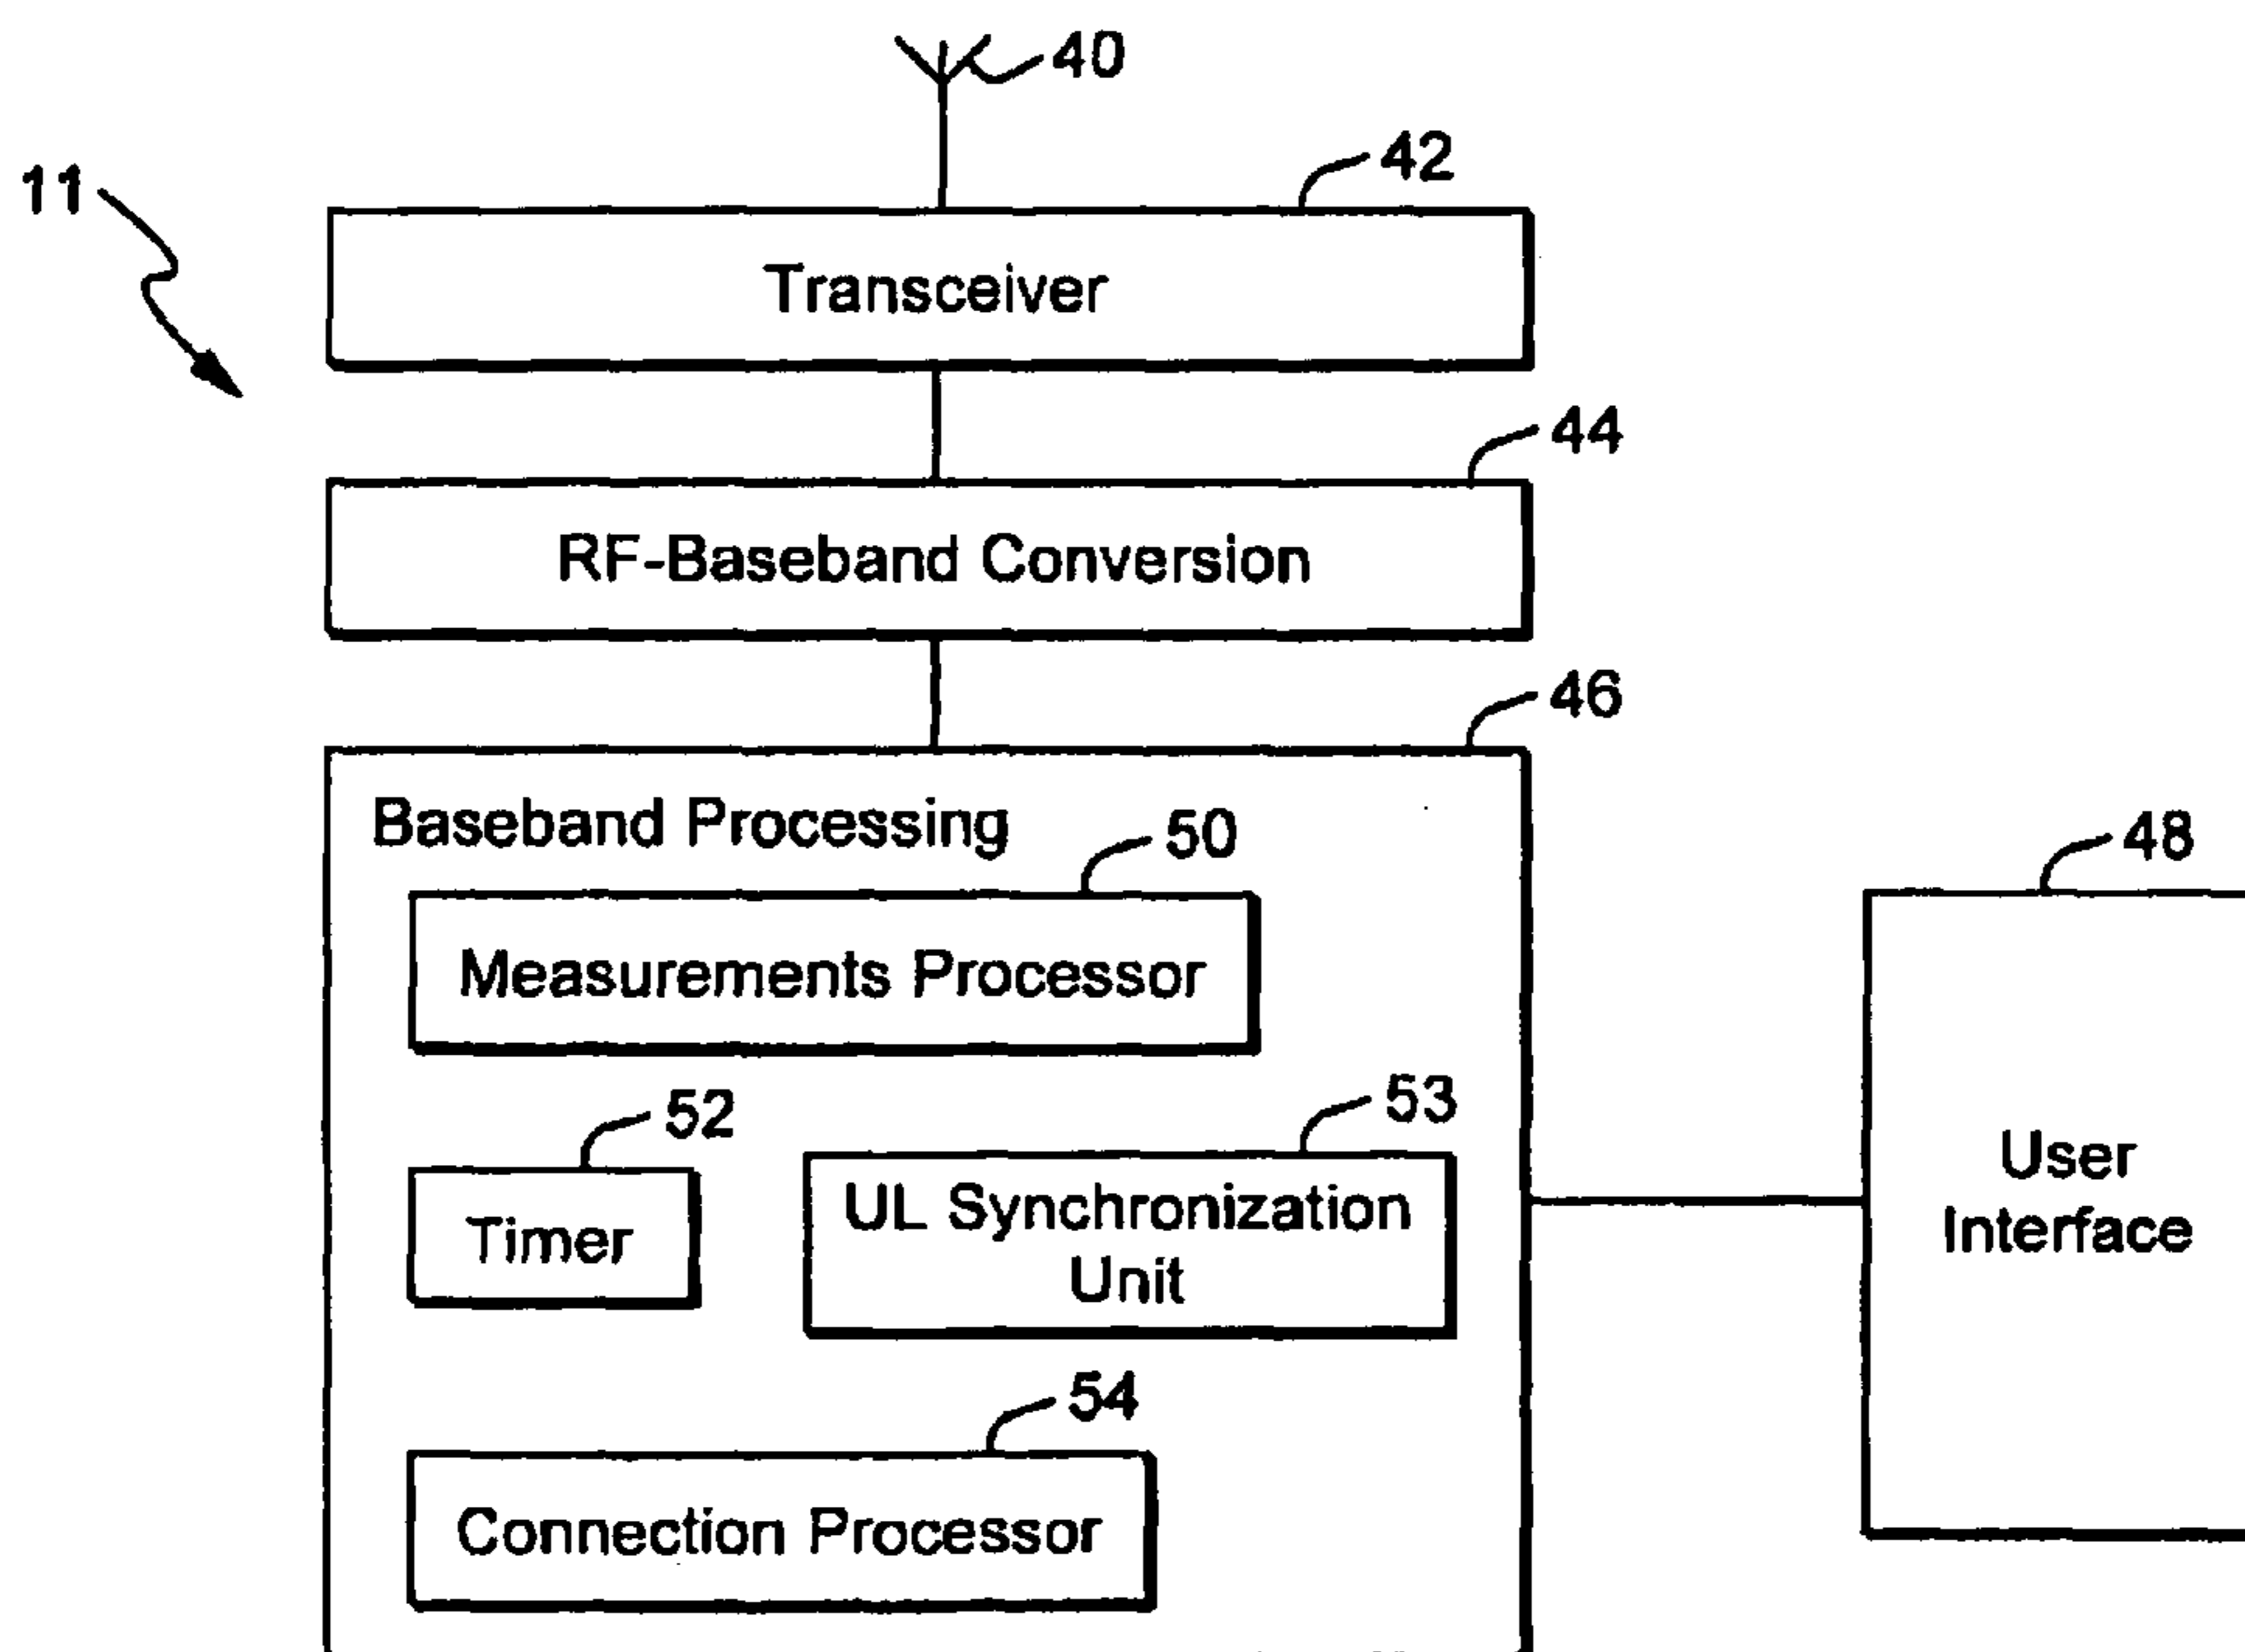 40
11
42
Transceiver
44
RF-Baseband Conversion
46
Baseband Processing
50
48
Measurements Processor
52
53
Timer
UL Synchronization
Unit
User
Interface
54
Connection Processor